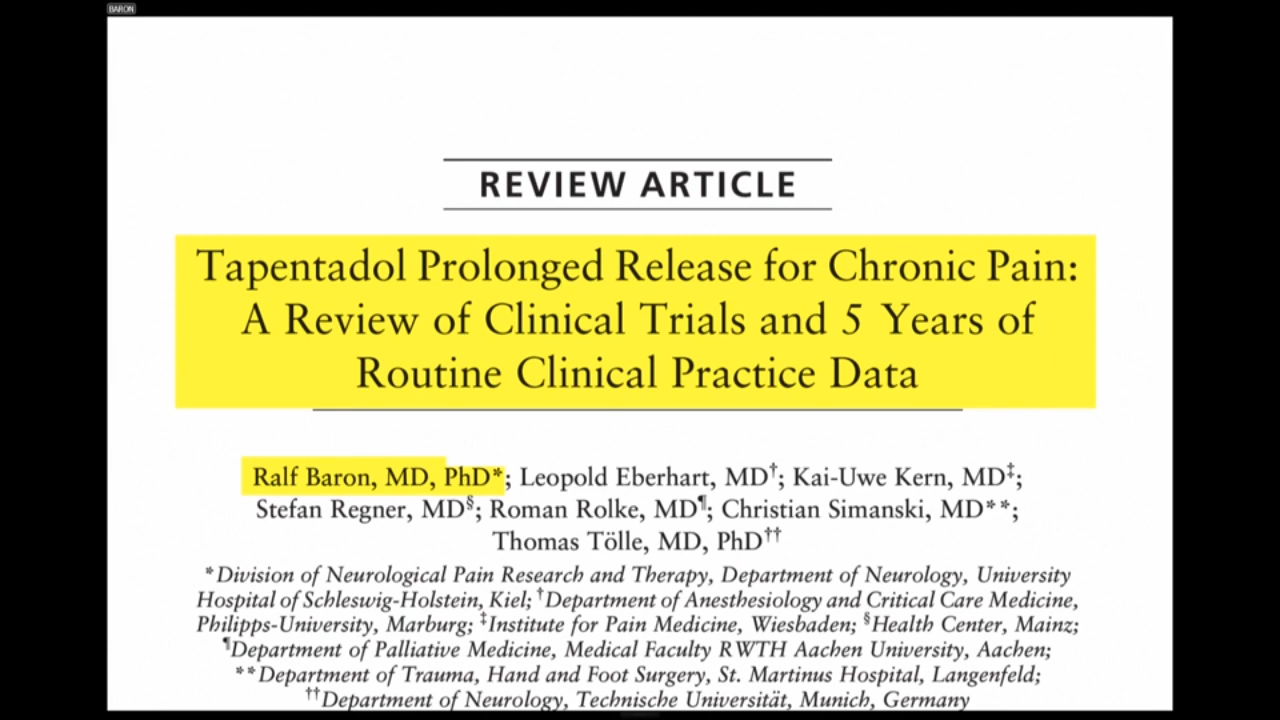 BARON
REVIEW ARTICLE
Tapentadol Prolonged Release for Chronic Pain:
A Review of Clinical Trials and 5 Years of
Routine Clinical Practice Data
Ralf Baron, MD, PhD*; Leopold Eberhart, MD†; Kai-Uwe Kern, MD‡;
Stefan Regner, MD§; Roman Rolke, MD¶; Christian Simanski, MD**;
Thomas Tölle, MD, PhD††
*Division of Neurological Pain Research and Therapy, Department of Neurology, University
Hospital of Schleswig-Holstein, Kiel; †Department of Anesthesiology and Critical Care Medicine,
Philipps-University, Marburg; ‡Institute for Pain Medicine, Wiesbaden; §Health Center, Mainz;
¶Department of Palliative Medicine, Medical Faculty RWTH Aachen University, Aachen;
**Department of Trauma, Hand and Foot Surgery, St. Martinus Hospital, Langenfeld;
††Department of Neurology, Technische Universität, Munich, Germany